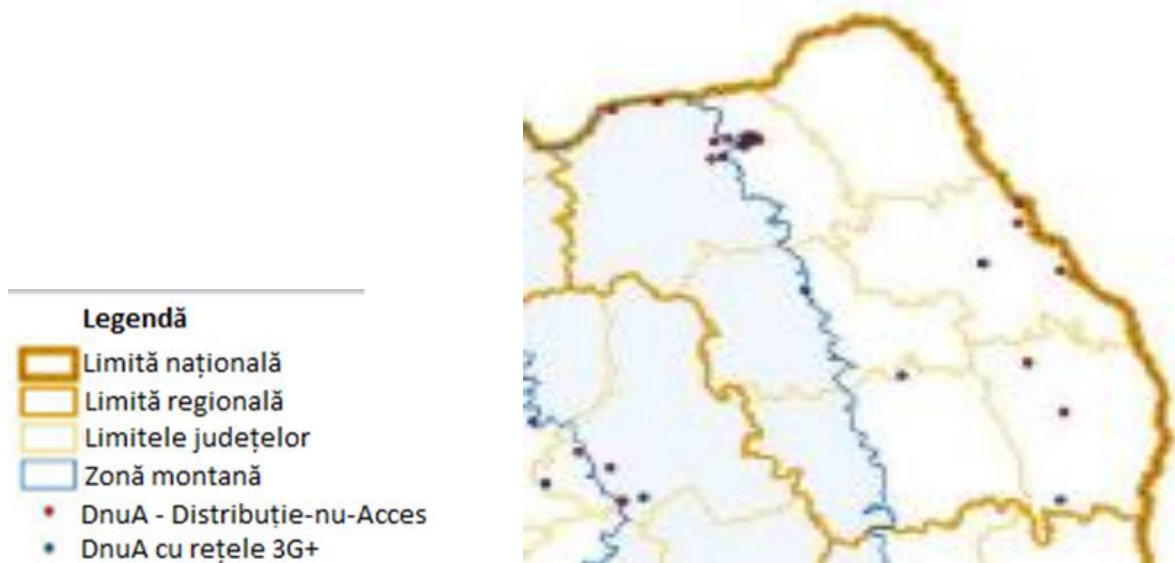 Legendă
Limită națională
Limită regională
Limitele județelor
Zonă montană
DnuA - Distribuție-nu-Acces
DnuA cu rețele 3G+